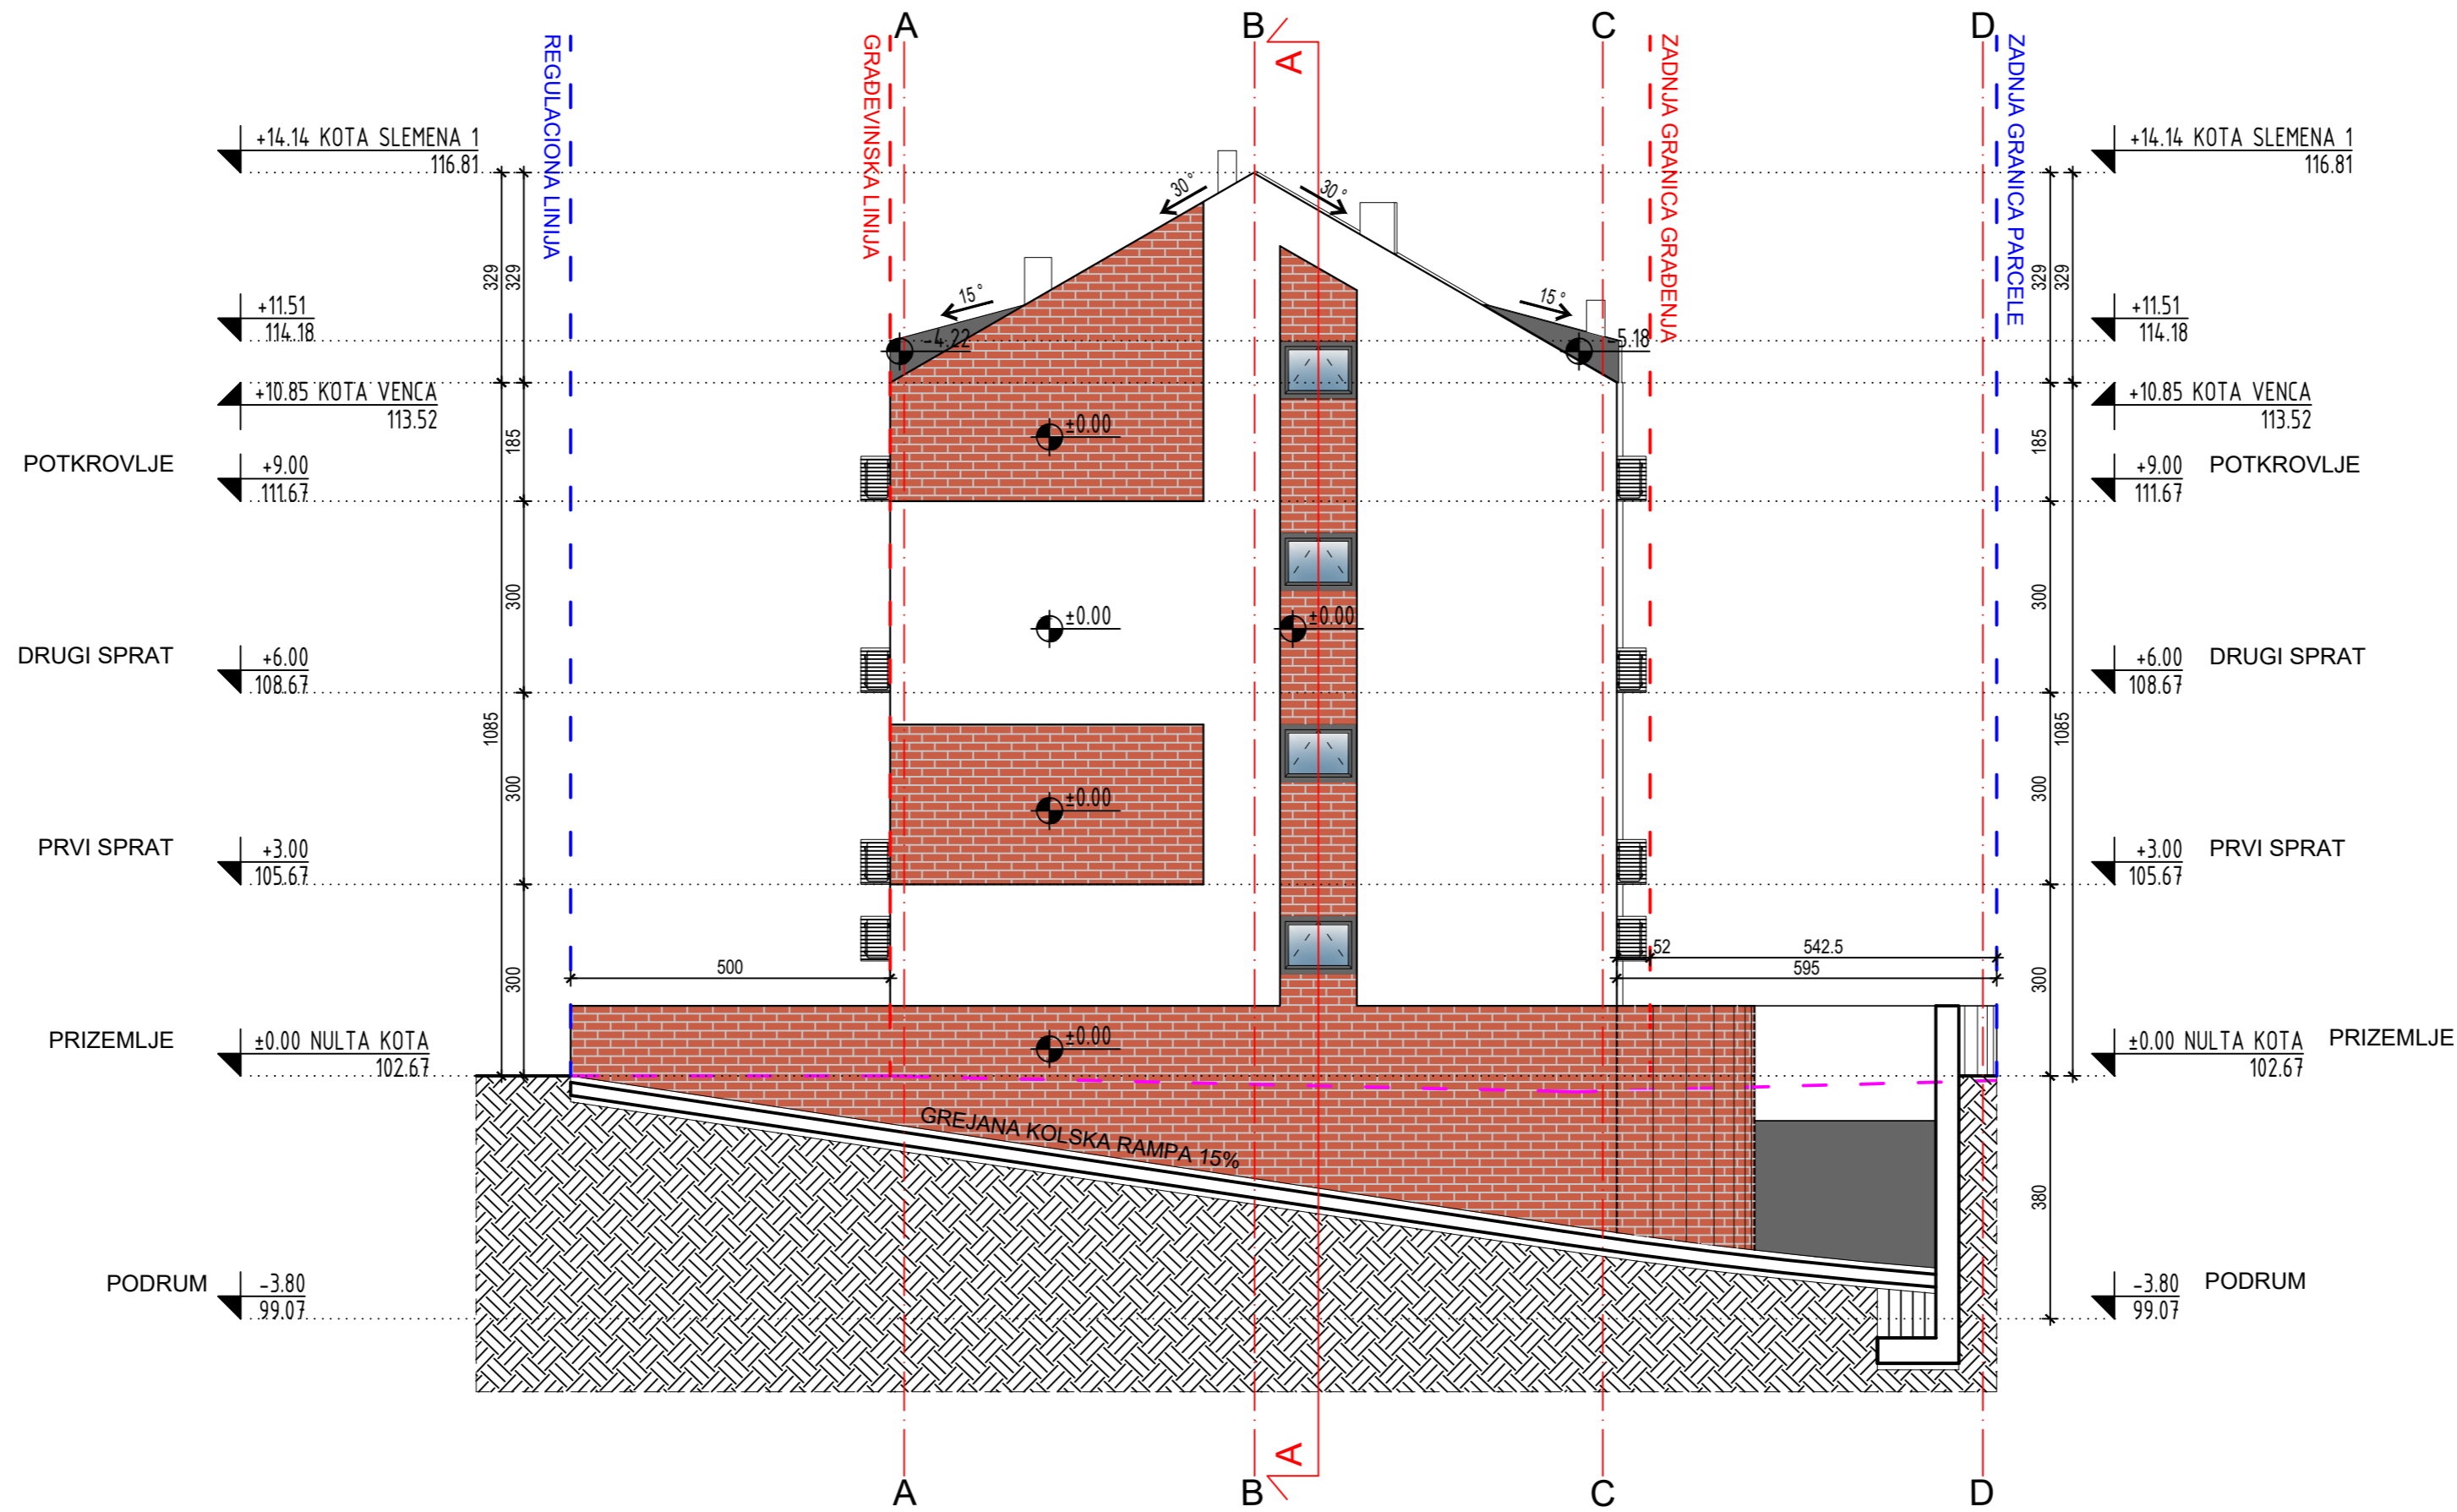 A
B
C
D
A
REGULACIONA LINIJA
GRAĐEVINSKA LINIJA
ZADNJA GRANICA GRAĐENJA
ZADNJA GRANICA PARCELE
+14.14 KOTA SLEMENA 1
116.81
+14.14 KOTA SLEMENA 1
116.81
30°
30°
329
329
329
329
15°
15°
+11.51
114.18
+11.51
114.18
-4.22
-5.18
+10.85 KOTA VENCA
113.52
+10.85 KOTA VENCA
113.52
185
±0.00
185
POTKROVLJE
+9.00
111.67
+9.00
111.67
POTKROVLJE
300
±0.00
±0.00
300
DRUGI SPRAT
+6.00
108.67
+6.00
108.67
DRUGI SPRAT
1085
1085
300
±0.00
300
PRVI SPRAT
+3.00
105.67
+3.00
105.67
PRVI SPRAT
52
542.5
500
595
300
300
PRIZEMLJE
±0.00 NULTA KOTA
102.67
±0.00
±0.00 NULTA KOTA
102.67
PRIZEMLJE
GREJANA KOLSKA RAMPA 15%
380
PODRUM
-3.80
99.07
-3.80
99.07
PODRUM
A
A
B
C
D